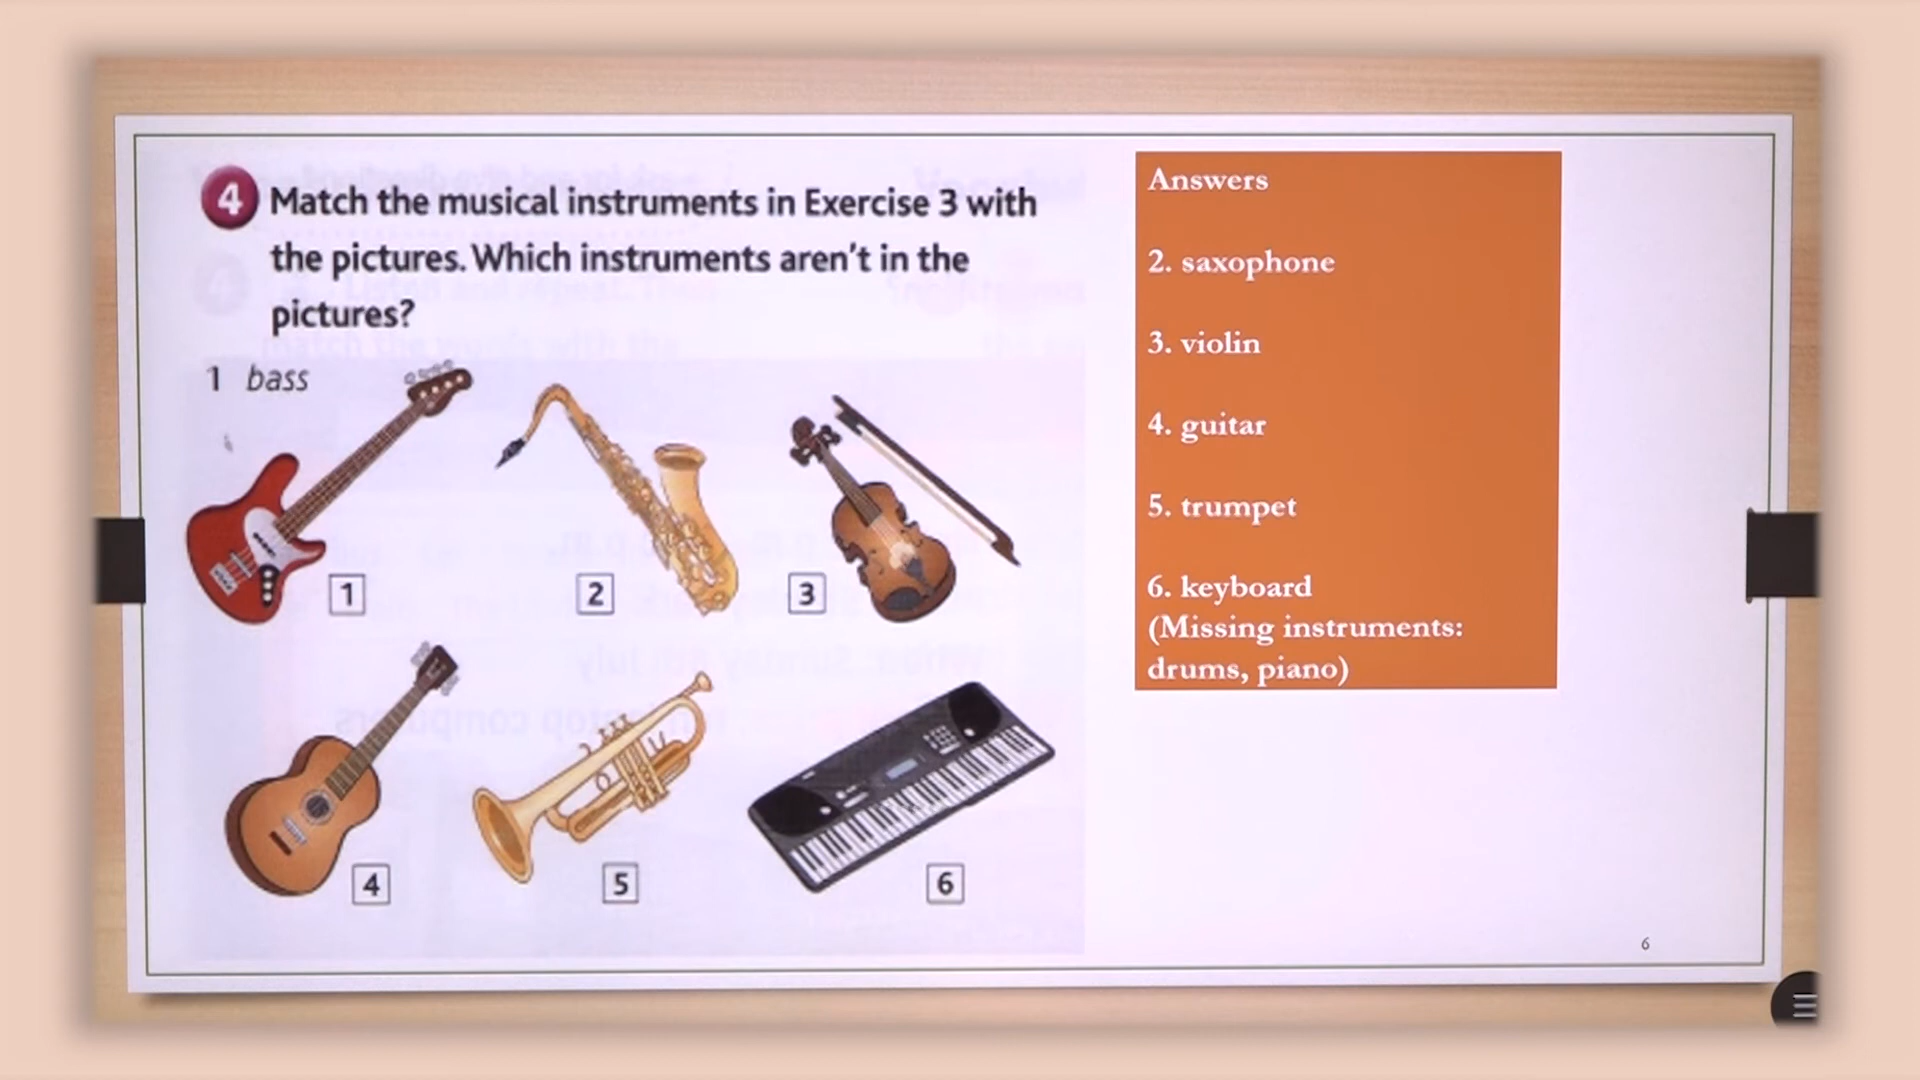 4 Match the musical instruments in Exercise 3 with
the pictures. Which instruments aren't in the
pictures?
1 bass
1
2
3
4
5
6
Answers
2. saxophone
3. violin
4. guitar
5. trumpet
6. keyboard
(Missing instruments:
drums, piano)
6